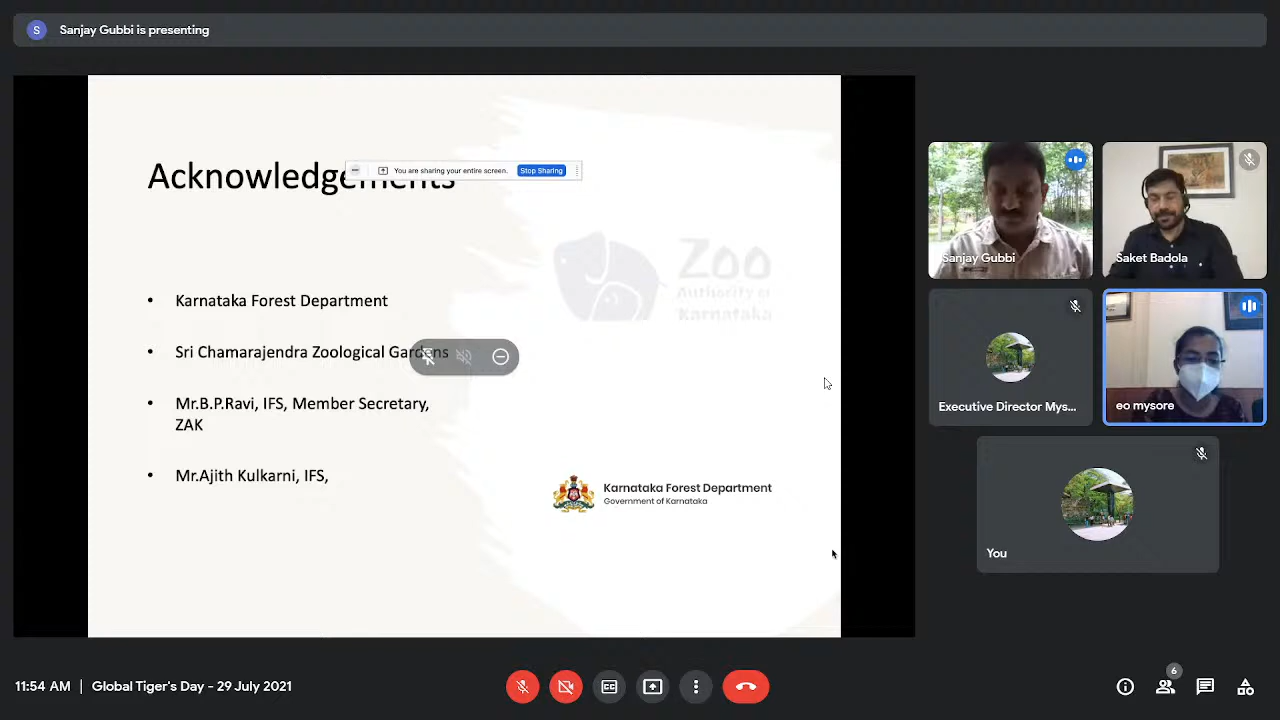 S Sanjay Gubbi is presenting
Acknowledgements
You are sharing your entire screen. Stop Sharing
Zoo
Authority of
Karnataka
• Karnataka Forest Department
• Sri Chamarajendra Zoological Gardens
• Mr.B.P.Ravi, IFS, Member Secretary,
ZAK
• Mr.Ajith Kulkarni, IFS,
Karnataka Forest Department
Government of Karnataka
Sanjay Gubbi
Saket Badola
Executive Director Mys...
eo mysore
You
11:54 AM | Global Tiger's Day - 29 July 2021
CC
6